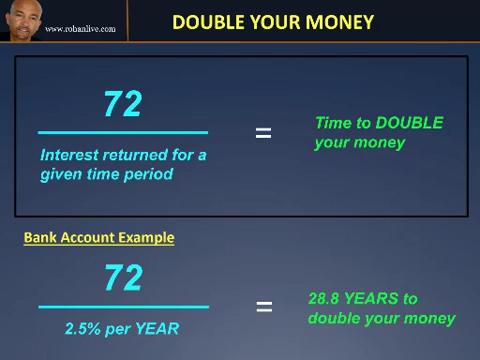 www.robanlive.com
DOUBLE YOUR MONEY
72
Interest returned for a
given time period
=
Time to DOUBLE
your money
Bank Account Example
72
2.5% per YEAR
=
28.8 YEARS to
double your money